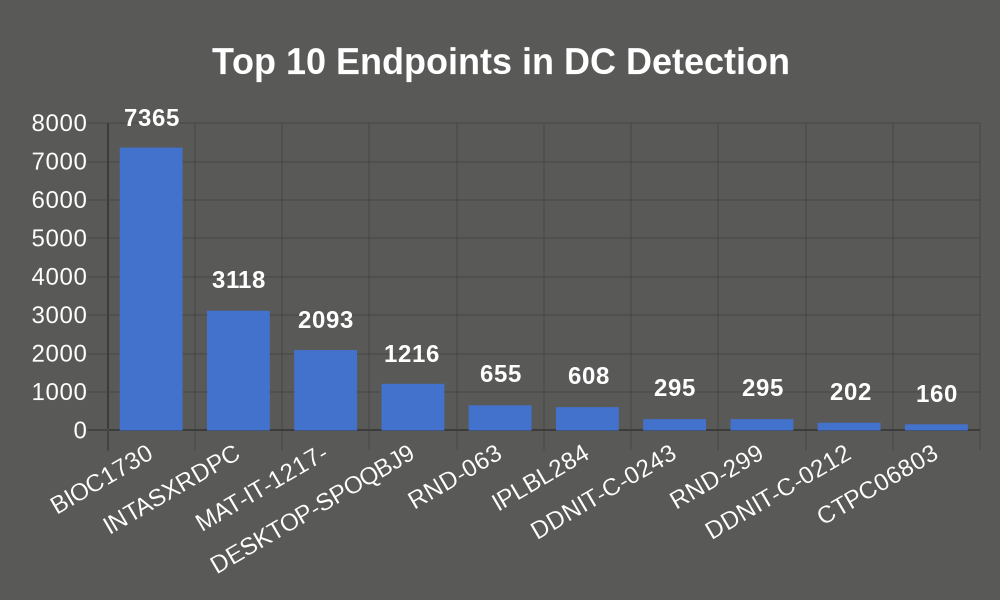 Top 10 Endpoints in DC Detection
8000
7000
6000
5000
4000
3000
2000
1000
0
7365
3118
2093
1216
655
608
295
295
202
160
BIOC1730
INTASXRDPC
MAT-IT-1217-
DESKTOP-SPOQBJ9
RND-063
IPLBL284
DDNIT-C-0243
RND-299
DDNIT-C-0212
CTPC06803